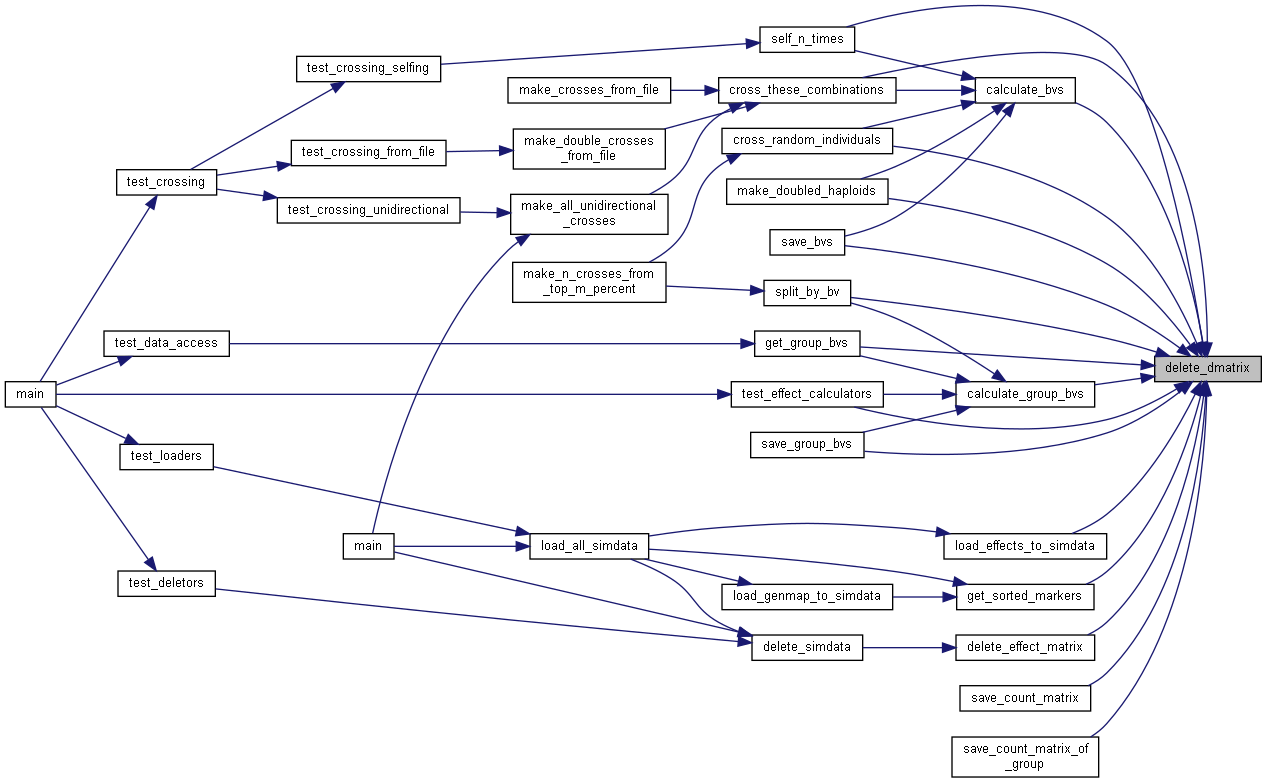 self_n_times
test_crossing_selfing
make_crosses_from_file
cross_these_combinations
calculate_bvs
make_double_crosses
_from_file
cross_random_individuals
test_crossing_from_file
test_crossing
make_doubled_haploids
test_crossing_unidirectional
make_all_unidirectional
_crosses
save_bvs
make_n_crosses_from
_top_m_percent
split_by_bv
test_data_access
get_group_bvs
delete_dmatrix
main
test_effect_calculators
calculate_group_bvs
save_group_bvs
test_loaders
main
load_all_simdata
load_effects_to_simdata
test_deletors
load_genmap_to_simdata
get_sorted_markers
delete_simdata
delete_effect_matrix
save_count_matrix
save_count_matrix_of
_group